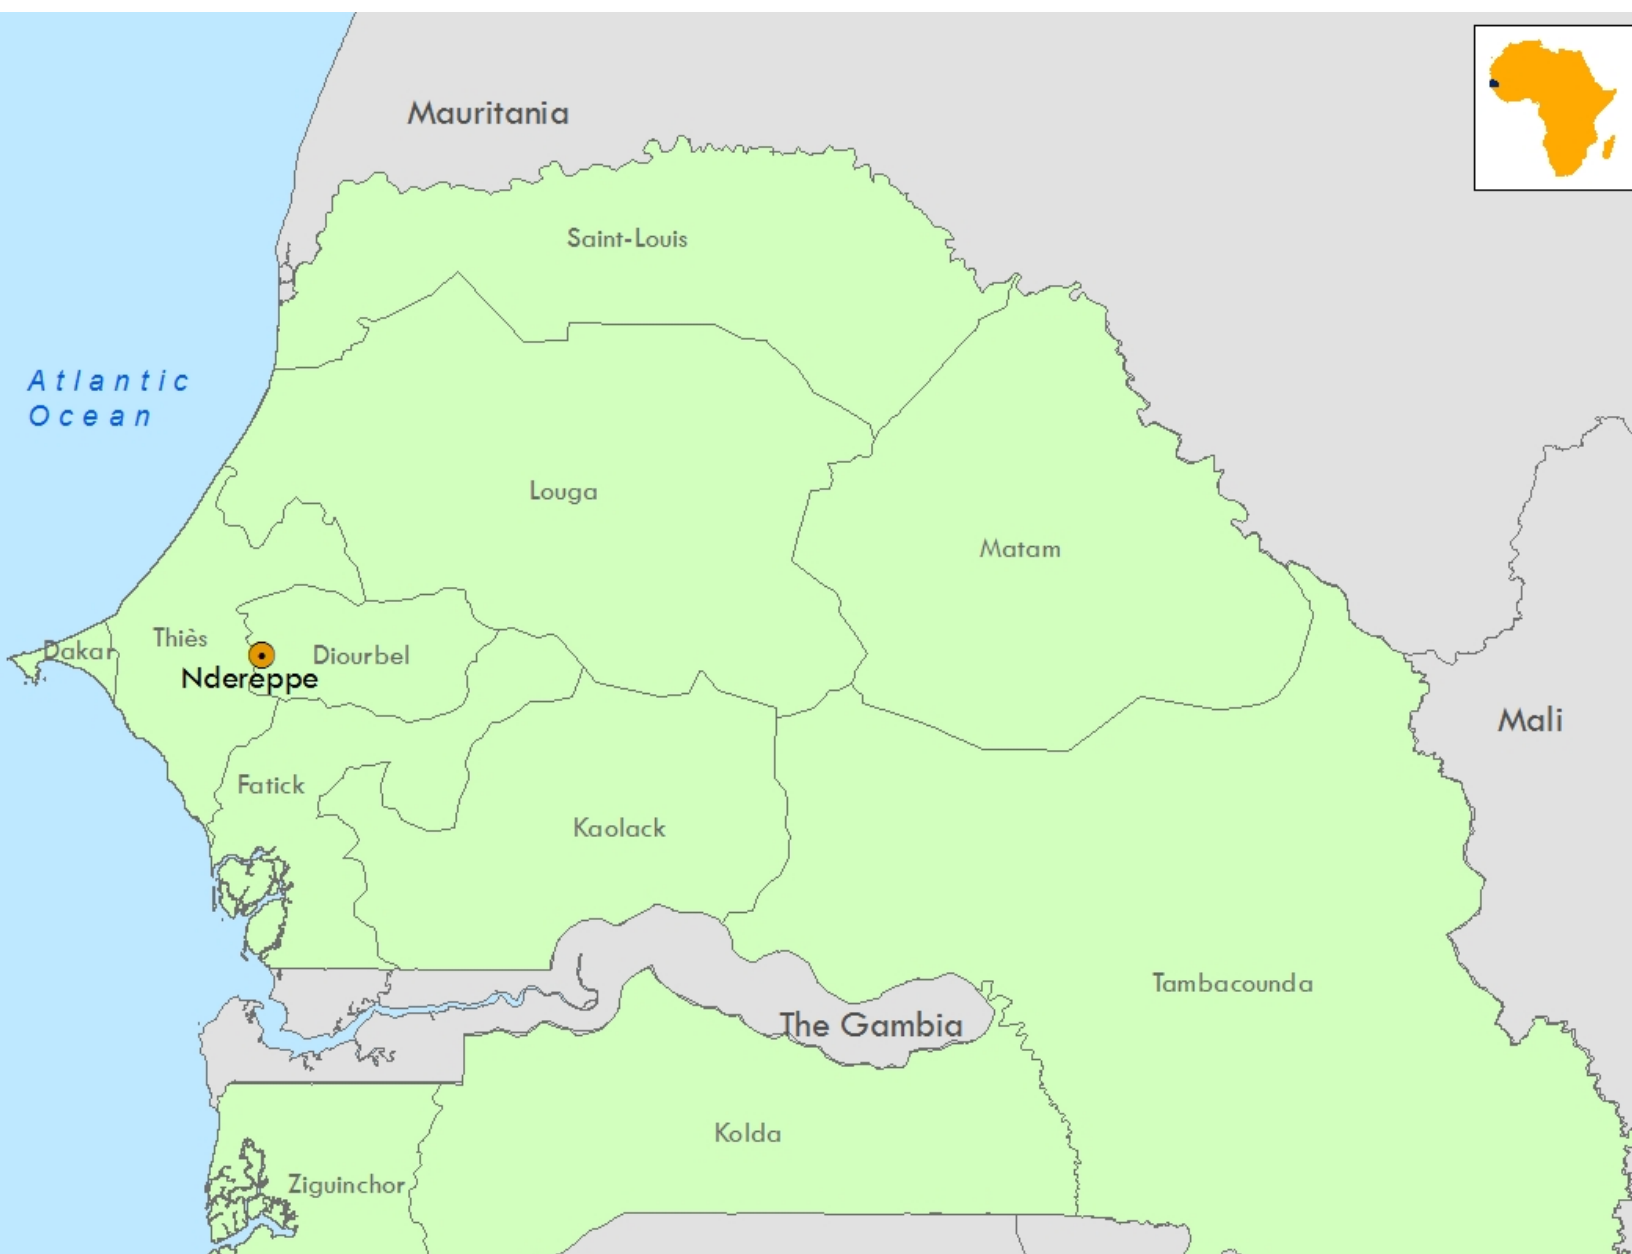 Mauritania
Saint-Louis
Atlantic
Ocean
Louga
Matam
Dakar
Thiès
Diourbel
Ndereppe
Mali
Fatick
Kaolack
Tambacounda
The Gambia
Kolda
Ziguinchor